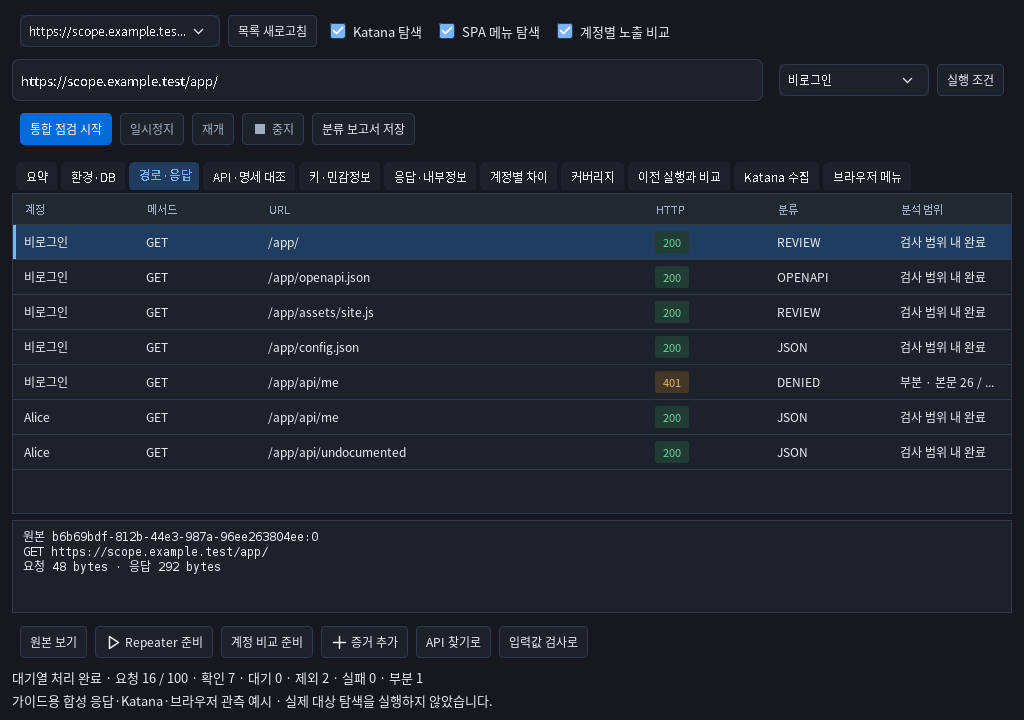 https://scope.example.tes... 목록 새로고침 Katana 탐색 SPA 메뉴 탐색 계정별 노출 비교
https://scope.example.test/app/ 비로그인 실행 조건
통합 점검 시작 일시정지 재개 중지 분류 보고서 저장
요약 환경·DB 경로·응답 API·명세 대조 키·민감정보 응답·내부정보 계정별 차이 커버리지 이전 실행과 비교 Katana 수집 브라우저 메뉴
계정 메서드 URL HTTP 분류 분석 범위
비로그인 GET /app/ 200 REVIEW 검사 범위 내 완료
비로그인 GET /app/openapi.json 200 OPENAPI 검사 범위 내 완료
비로그인 GET /app/assets/site.js 200 REVIEW 검사 범위 내 완료
비로그인 GET /app/config.json 200 JSON 검사 범위 내 완료
비로그인 GET /app/api/me 401 DENIED 부분 · 본문 26 / ...
Alice GET /app/api/me 200 JSON 검사 범위 내 완료
Alice GET /app/api/undocumented 200 JSON 검사 범위 내 완료
원본 b6b69bdf-812b-44e3-987a-96ee263804ee:0
GET https://scope.example.test/app/
요청 48 bytes · 응답 292 bytes
원본 보기 Repeater 준비 계정 비교 준비 증거 추가 API 찾기로 입력값 검사로
대기열 처리 완료 · 요청 16 / 100 · 확인 7 · 대기 0 · 제외 2 · 실패 0 · 부분 1
가이드용 합성 응답·Katana·브라우저 관측 예시 · 실제 대상 탐색을 실행하지 않았습니다.